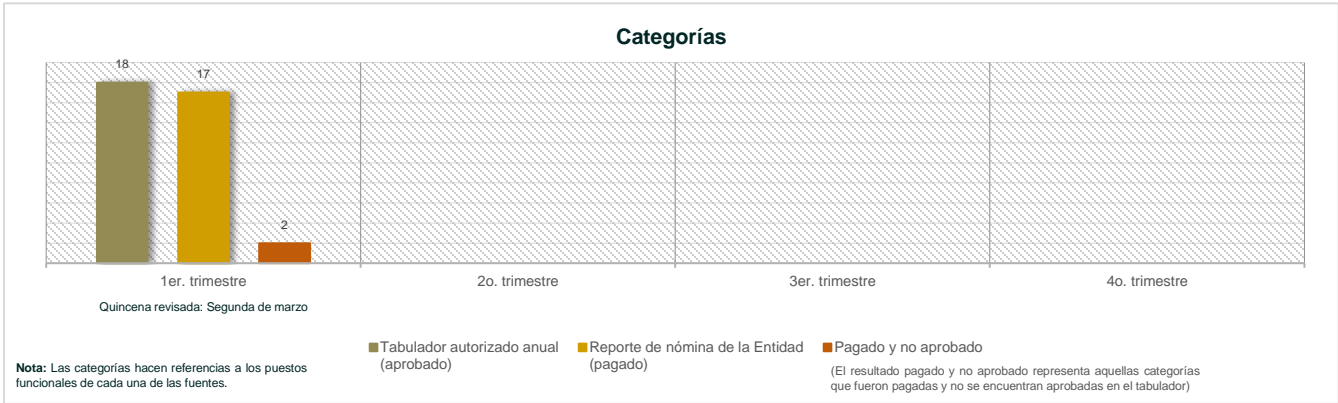 Categorías
18
17
2
1er. trimestre
2o. trimestre
3er. trimestre
4o. trimestre
Quincena revisada: Segunda de marzo
Tabulador autorizado anual
(aprobado)
Reporte de nómina de la Entidad
(pagado)
Pagado y no aprobado
(El resultado pagado y no aprobado representa aquellas categorías
que fueron pagadas y no se encuentran aprobadas en el tabulador)
Nota: Las categorías hacen referencias a los puestos
funcionales de cada una de las fuentes.